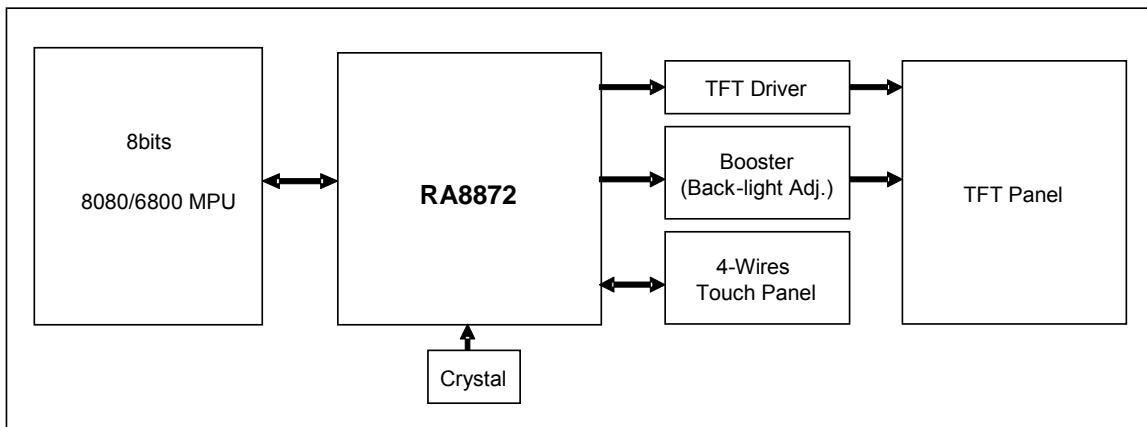 8bits
8080/6800 MPU
RA8872
TFT Driver
Booster
(Back-light Adj.)
4-Wires
Touch Panel
TFT Panel
Crystal